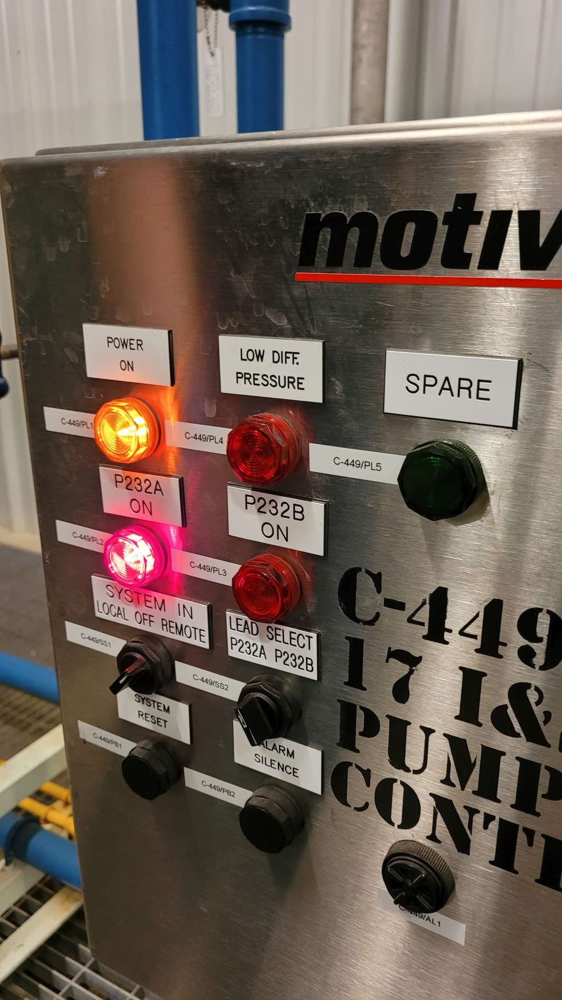 motiv
POWER
ON
LOW DIFF.
PRESSURE
SPARE
C-449/PL1
C-449/PL4
C-449/PL5
P232A
ON
P232B
ON
C-449/PL2
C-449/PL3
SYSTEM IN
LOCAL OFF REMOTE
LEAD SELECT
P232A P232B
C-449/SS1
C-449/SS2
SYSTEM
RESET
ALARM
SILENCE
C-449/PB1
C-449/PB2
C-449
17 I&
PUMP
CONT
C-449/AL1